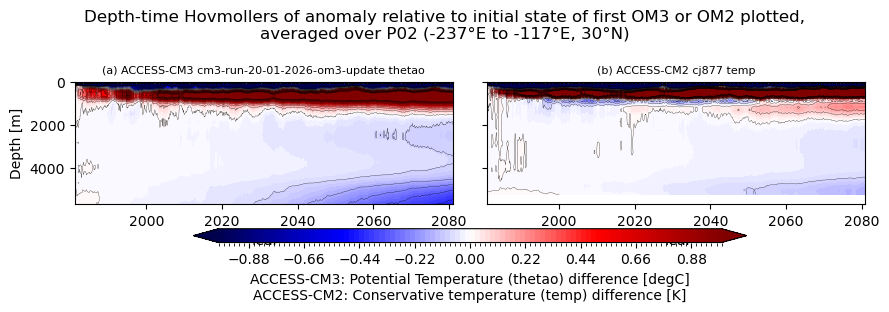 Depth-time Hovmollers of anomaly relative to initial state of first OM3 or OM2 plotted,
averaged over P02 (-237°E to -117°E, 30°N)
(a) ACCESS-CM3 cm3-run-20-01-2026-om3-update thetao
(b) ACCESS-CM2 cj877 temp
Depth [m]
0
2000
4000
2000 2020 2040 2060 2080
2000 2020 2040 2060 2080
−0.88 −0.66 −0.44 −0.22 0.00 0.22 0.44 0.66 0.88
ACCESS-CM3: Potential Temperature (thetao) difference [degC]
ACCESS-CM2: Conservative temperature (temp) difference [K]